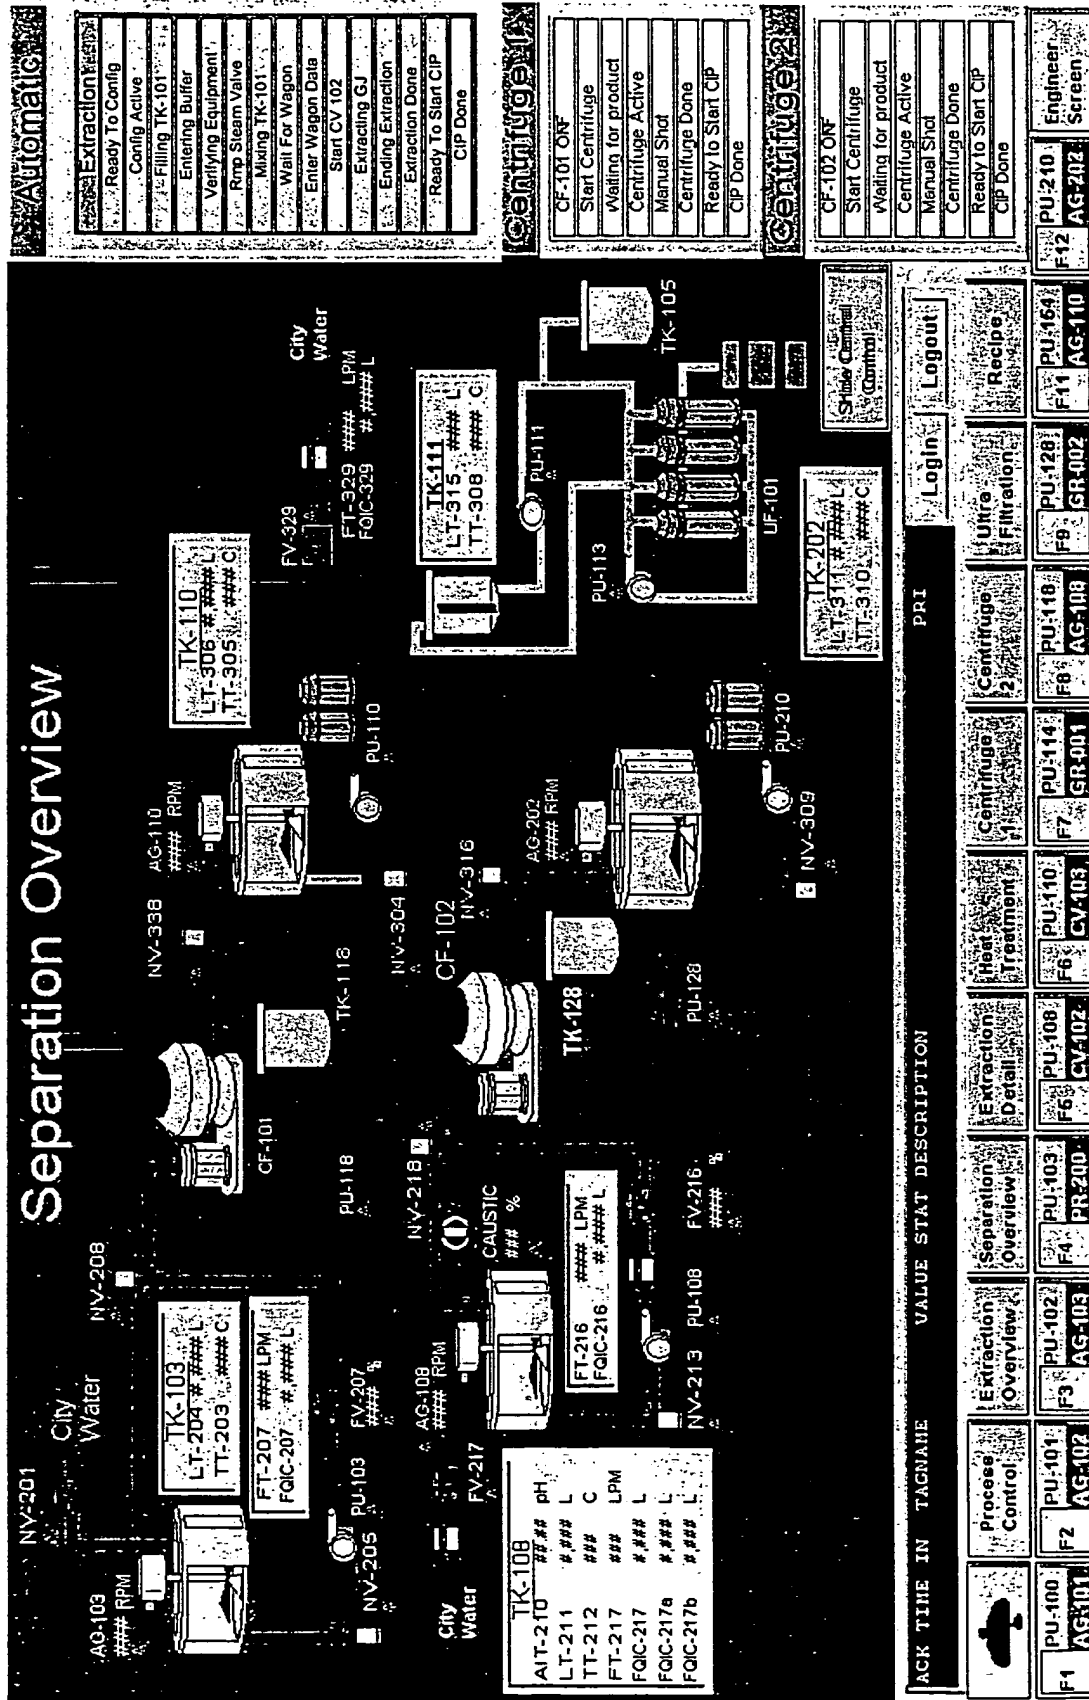 Separation Overview
NV-201
City
Water
NV-208
AG-103
### RPM
TK-103
LT-204 #,### L
TT-203 ### C
FT-207 ### LPM
FQIC-207 #,### L
NV-205
PU-103
FV-207
### %
CF-101
PU-118
TK-118
NV-338
AG-110
### RPM
TK-110
LT-306 #,### L
TT-305 ### C
PU-110
NV-304
FV-329
City
Water
FT-329 ### LPM
FQIC-329 #,### L
City
Water
FV-217
AG-108
### RPM
CAUSTIC
### %
NV-218
TK-108
AIT-210 ##.## pH
LT-211 #,### L
TT-212 ### C
FT-217 ### LPM
FQIC-217 #,### L
FQIC-217a #,### L
FQIC-217b #,### L
FT-216 ### LPM
FQIC-216 #,### L
NV-213
PU-108
FV-216
### %
CF-102
NV-316
TK-128
PU-128
AG-202
### RPM
NV-309
PU-210
TK-202
LT-311 #,### L
TT-310 ### C
TK-111
LT-315 ### L
TT-308 ### C
PU-113
PU-111
UF-101
TK-105
Automatic
Extraction
Ready To Config
Config Active
Filling TK-101
Entering Buffer
Verifying Equipment
Rmp Steam Valve
Mixing TK-101
Wait For Wagon
Enter Wagon Data
Start CV 102
Extracting GJ
Ending Extraction
Extraction Done
Ready To Start CIP
CIP Done
Centrifuge 1
CF-101 ON
Start Centrifuge
Waiting for product
Centrifuge Active
Manual Shot
Centrifuge Done
Ready to Start CIP
CIP Done
Centrifuge 2
CF-102 ON
Start Centrifuge
Waiting for product
Centrifuge Active
Manual Shot
Centrifuge Done
Ready to Start CIP
CIP Done
Control
ACK TIME IN TAGNAME VALUE STAT DESCRIPTION PRI
Login
Logout
Process
Control
Extraction
Overview
Separation
Overview
Extraction
Detail
Heat
Treatment
Centrifuge
1
Centrifuge
2
Ultra
Filtration
Recipe
Engineer
Screen
F1 PU-100 AG-101
F2 PU-101 AG-102
F3 PU-102 AG-103
F4 PU-103 PR-200
F5 PU-108 CV-102
F6 PU-110 CV-103
F7 PU-114 GR-001
F8 PU-118 AG-108
F9 PU-128 GR-002
F11 PU-164 AG-110
F12 PU-210 AG-202